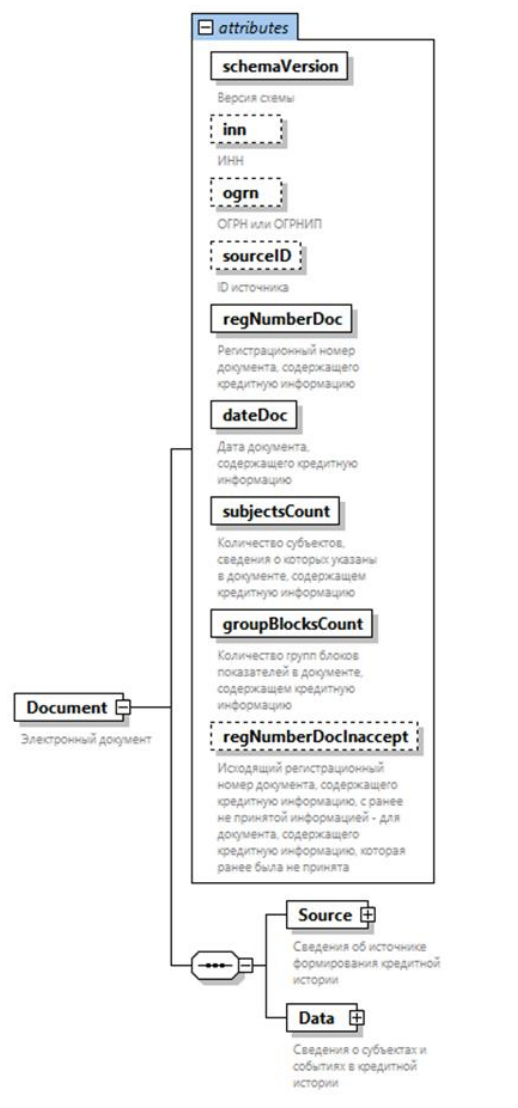 attributes
schemaVersion
Версия схемы
inn
ИНН
ogrn
ОГРН или ОГРНИП
sourceID
ID источника
regNumberDoc
Регистрационный номер
документа, содержащего
кредитную информацию
dateDoc
Дата документа,
содержащего кредитную
информацию
subjectsCount
Количество субъектов,
сведения о которых указаны
в документе, содержащем
кредитную информацию
groupBlocksCount
Количество групп блоков
показателей в документе,
содержащем кредитную
информацию
Document
Электронный документ
regNumberDocInaccept
Исходящий регистрационный
номер документа, содержащего
кредитную информацию, с ранее
не принятой информацией - для
документа, содержащего
кредитную информацию, которая
ранее была не принята
Source
Сведения об источнике
формирования кредитной
истории
Data
Сведения о субъектах и
событиях в кредитной
истории